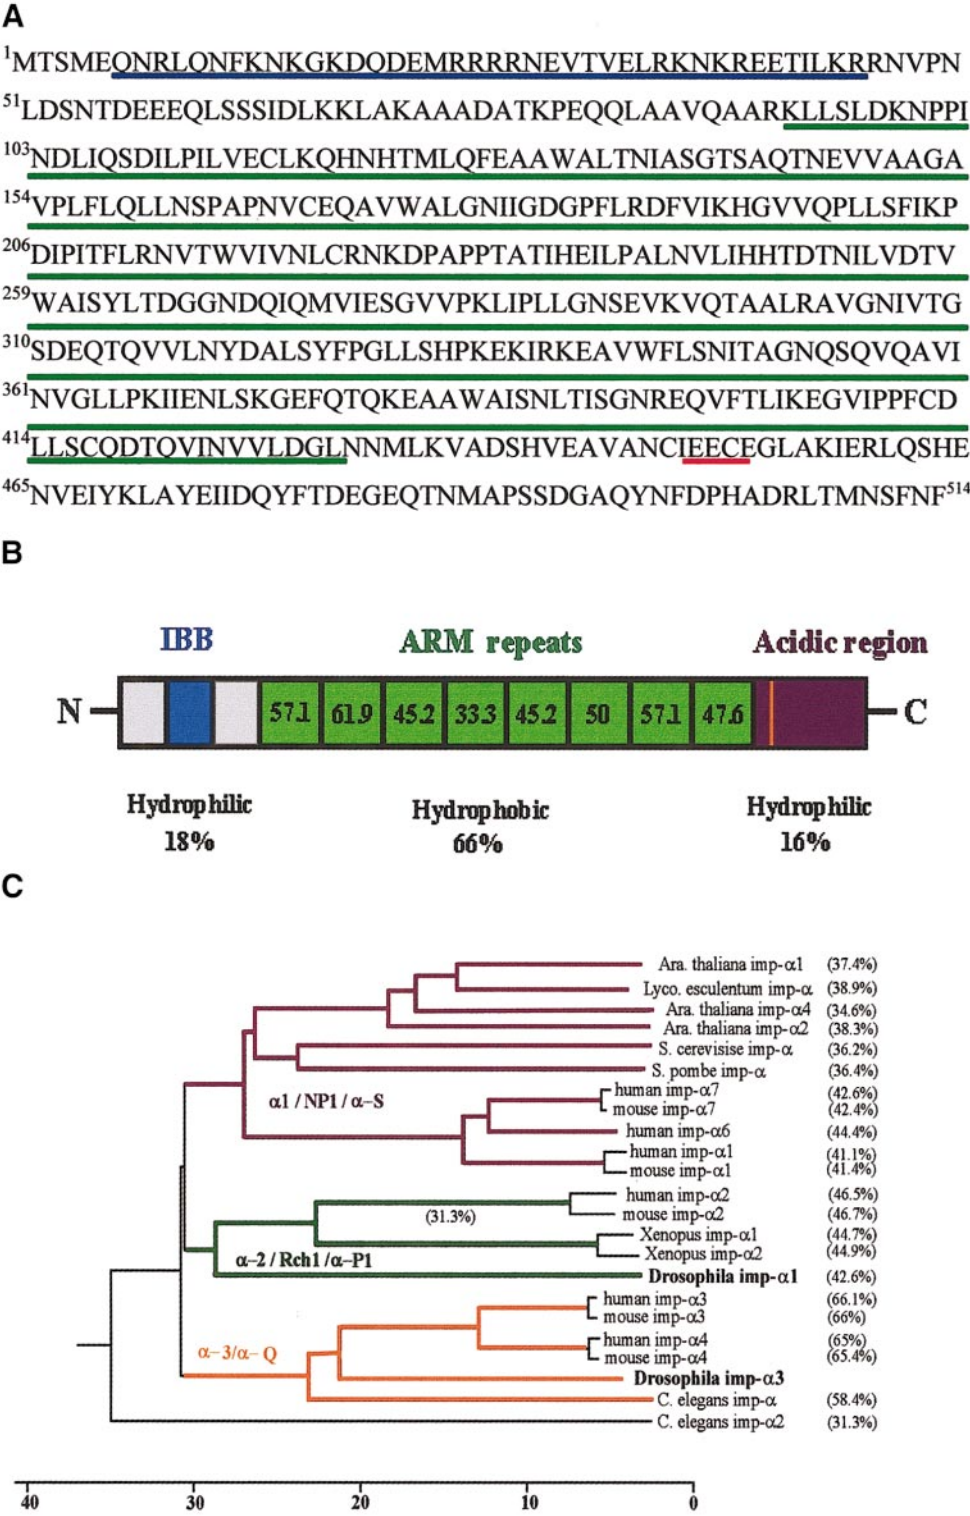 A
1MTSMEQNRLQNFKNKGKDQDEMRRRRNEVTVELRKNKREETILKRRNVPN
51LDSNTDEEEQLSSSIDLKKLAKAAADATKPEQQLAAVQAARKLLSLDKNPPI
103NDLIQSDILPILVECLKQHNHTMLQFEAAWALTNIASGTSAQTNEVVAAGA
154VPLFLQLLNSPAPNVCEQAVWALGNIIGDGPFLRDFVIKHGVVQPLLSFIKP
206DIPITFLRNVTWVIVNLCRNKDPAPPTATIHEILPALNVLIHHTDTNILVDTV
259WAISYLTDGGNDQIQMVIESGVVPKLIPLLGNSEVKVQTAALRAVGNIVTG
310SDEQTQVVLNYDALSYFPGLLSHPKEKIRKEAVWFLSNITAGNQSQVQAVI
361NVGLLPKIIENLSKGEFQTQKEAAWAISNLTISGNREQVFTLIKEGVIPPFCD
414LLSCQDTQVINVVLDGLNNMLKVADSHVEAVANCIEECEGLAKIERLQSHE
465NVEIYKLAYEIIDQYFTDEGEQTNMAPSSDGAQYNFDPHADRLTMNSFNF514
B
IBB ARM repeats Acidic region
N 57.1 61.9 45.2 33.3 45.2 50 57.1 47.6 C
Hydrophilic Hydrophobic Hydrophilic
18% 66% 16%
C
Ara. thaliana imp-α1 (37.4%)
Lyco. esculentum imp-α (38.9%)
Ara. thaliana imp-α4 (34.6%)
Ara. thaliana imp-α2 (38.3%)
S. cerevisise imp-α (36.2%)
S. pombe imp-α (36.4%)
human imp-α7 (42.6%)
α1 / NP1 / α-S
mouse imp-α7 (42.4%)
human imp-α6 (44.4%)
human imp-α1 (41.1%)
mouse imp-α1 (41.4%)
human imp-α2 (46.5%)
(31.3%)
mouse imp-α2 (46.7%)
Xenopus imp-α1 (44.7%)
Xenopus imp-α2 (44.9%)
α-2 / Rch1 /α-P1
Drosophila imp-α1 (42.6%)
human imp-α3 (66.1%)
mouse imp-α3 (66%)
human imp-α4 (65%)
α-3/α- Q
mouse imp-α4 (65.4%)
Drosophila imp-α3
C. elegans imp-α (58.4%)
C. elegans imp-α2 (31.3%)
40 30 20 10 0